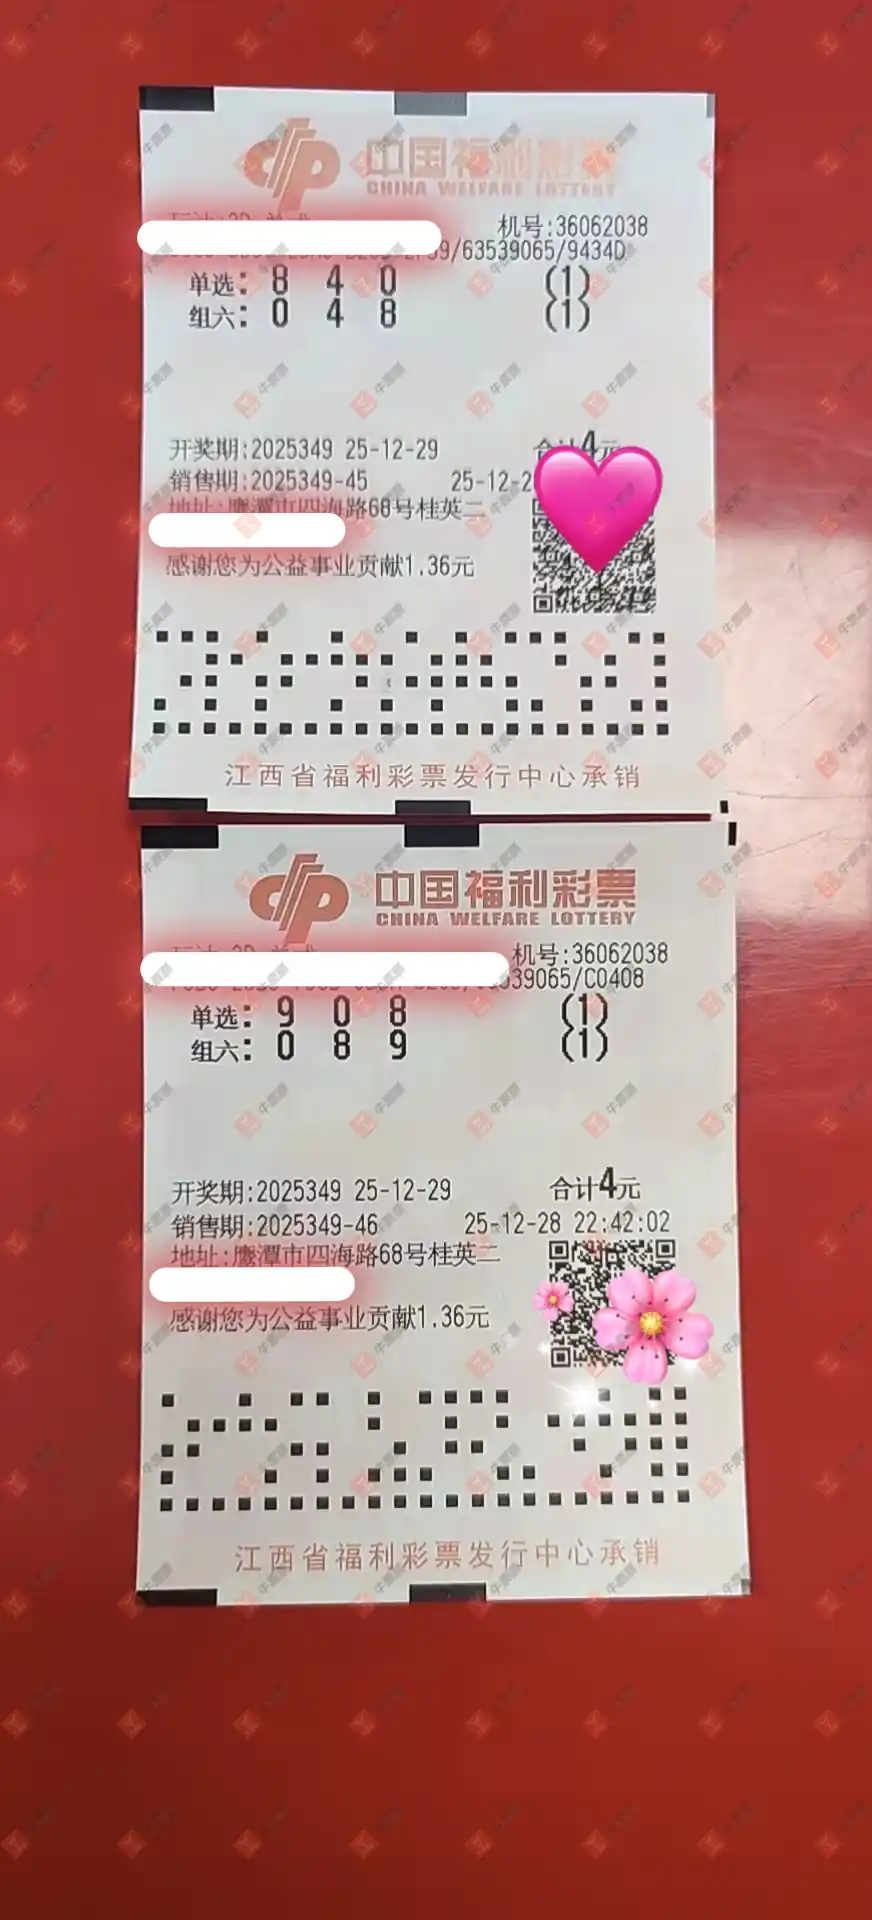 中国福利彩票
CHINA WELFARE LOTTERY
机号:36062038
/63539065/9434D
单选: 8 4 0 (1)
组六: 0 4 8 (1)
开奖期:2025349 25-12-29
合计4元
销售期:2025349-45 25-12-2
地址:鹰潭市四海路68号桂英二
感谢您为公益事业贡献1.36元
江西省福利彩票发行中心承销
中国福利彩票
CHINA WELFARE LOTTERY
机号:36062038
539065/C0408
单选: 9 0 8 (1)
组六: 0 8 9 (1)
开奖期:2025349 25-12-29
合计4元
销售期:2025349-46 25-12-28 22:42:02
地址:鹰潭市四海路68号桂英二
感谢您为公益事业贡献1.36元
江西省福利彩票发行中心承销